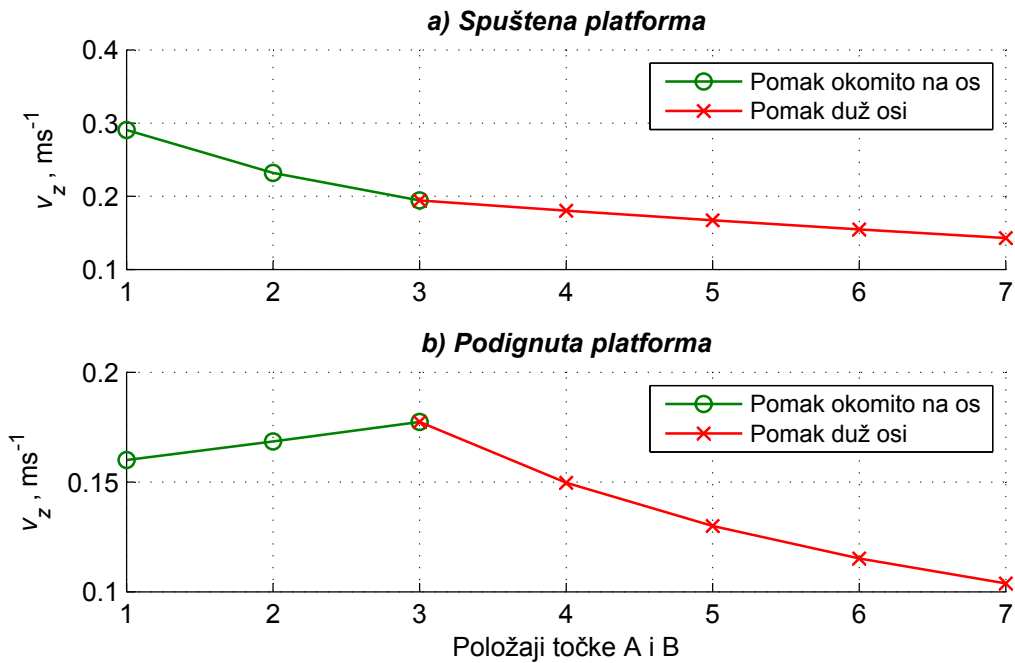 a) Spuštena platforma
0.4
0.3
0.2
0.1
v_z , ms⁻¹
Pomak okomito na os
Pomak duž osi
1 2 3 4 5 6 7
b) Podignuta platforma
0.2
0.15
0.1
v_z , ms⁻¹
Pomak okomito na os
Pomak duž osi
1 2 3 4 5 6 7
Položaji točke A i B